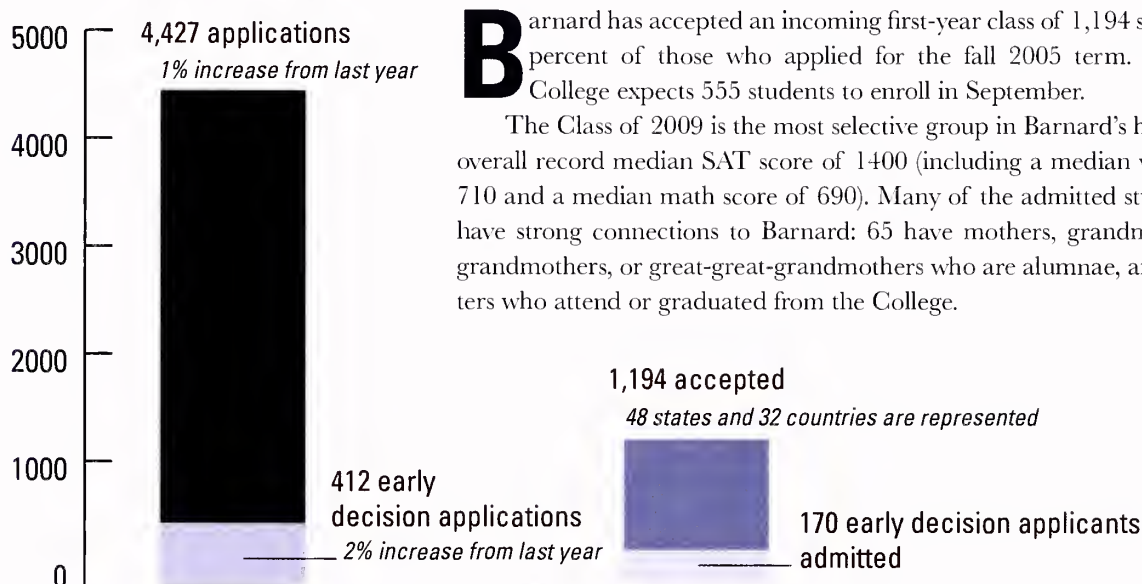 5000
4000
3000
2000
1000
0
4,427 applications
1% increase from last year
412 early
decision applications
2% increase from last year
Barnard has accepted an incoming first-year class of 1,194
percent of those who applied for the fall 2005 term.
College expects 555 students to enroll in September.
The Class of 2009 is the most selective group in Barnard's
overall record median SAT score of 1400 (including a median
710 and a median math score of 690). Many of the admitted
have strong connections to Barnard: 65 have mothers,
grandmothers, or great-great-grandmothers who are alumnae,
ters who attend or graduated from the College.
1,194 accepted
48 states and 32 countries are represented
170 early decision applicants
admitted